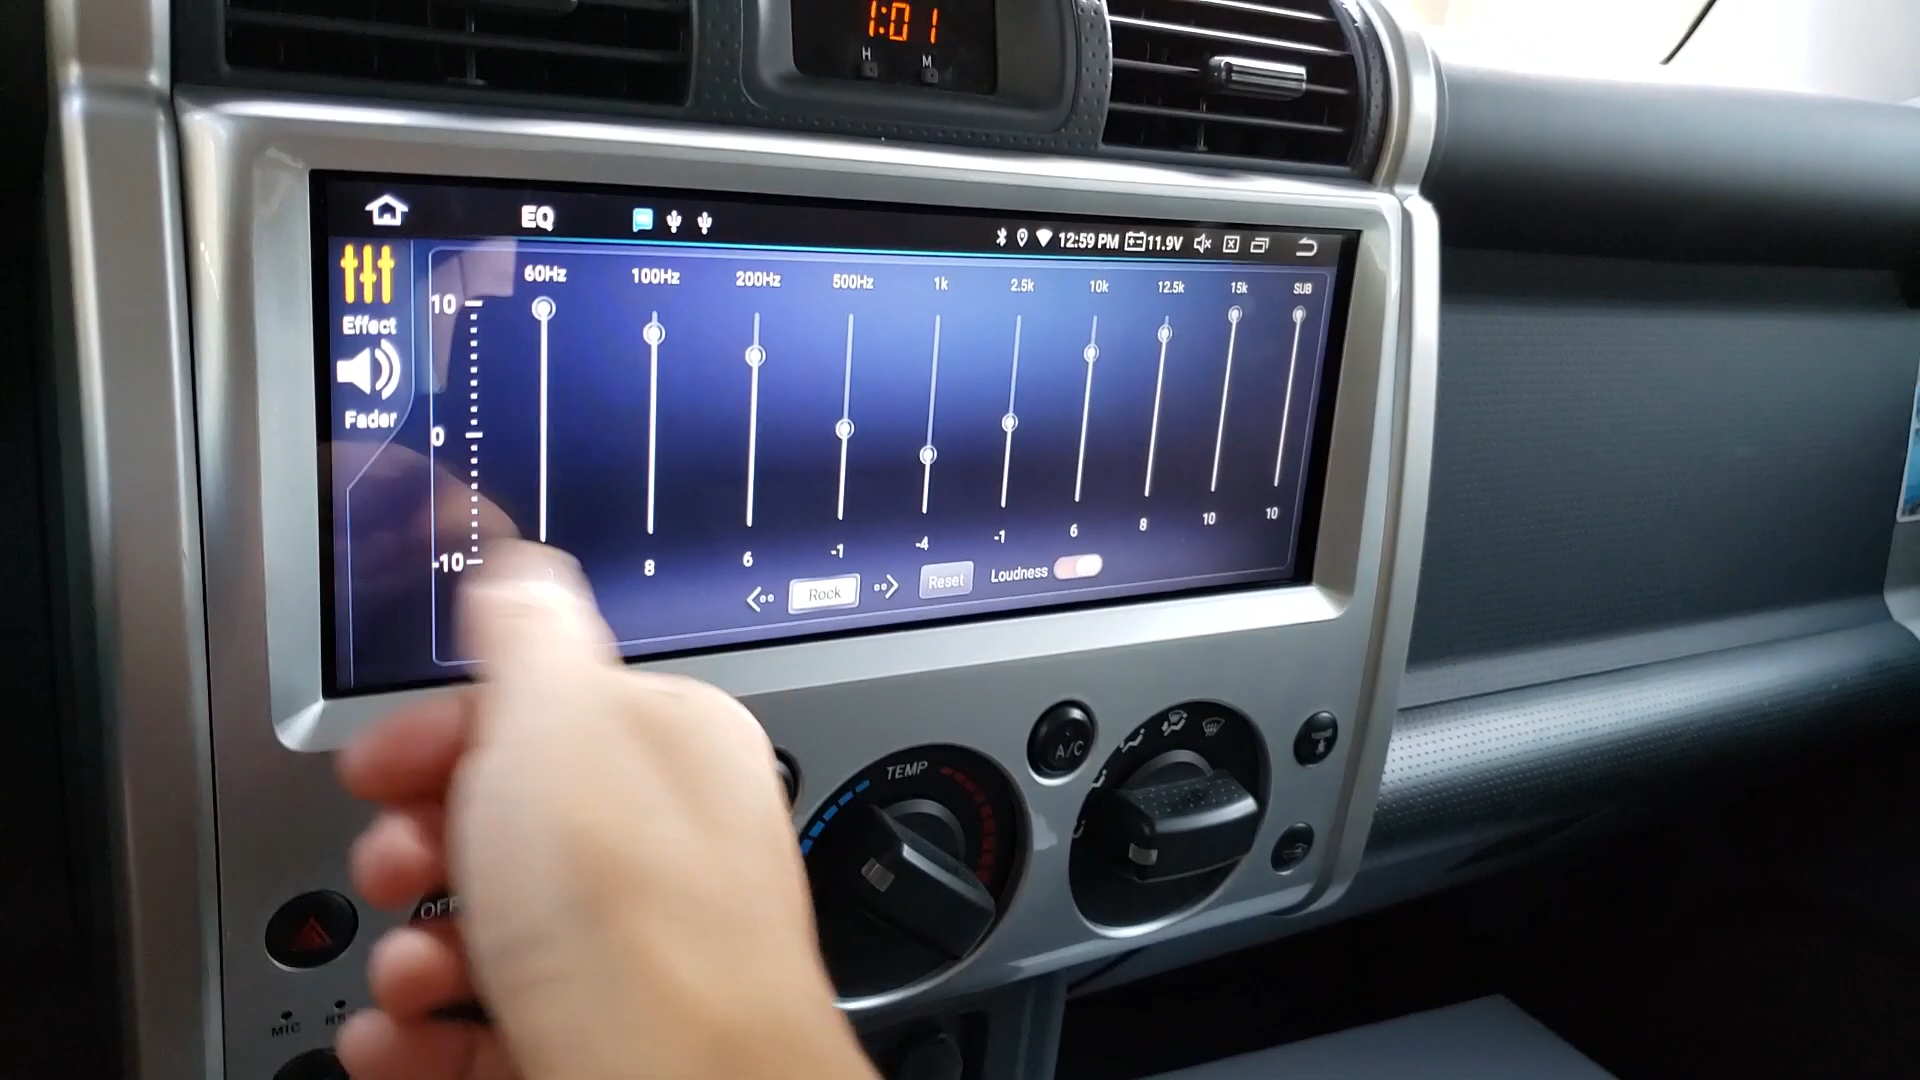 1:01
H M
EQ 12:59 PM 11.9V
60Hz 100Hz 200Hz 500Hz 1k 2.5k 10k 12.5k 15k SUB
Effect
Fader
10
0
-10
8 6 -1 -4 -1 6 8 10 10
Rock Reset Loudness
TEMP
A/C
OFF
MIC